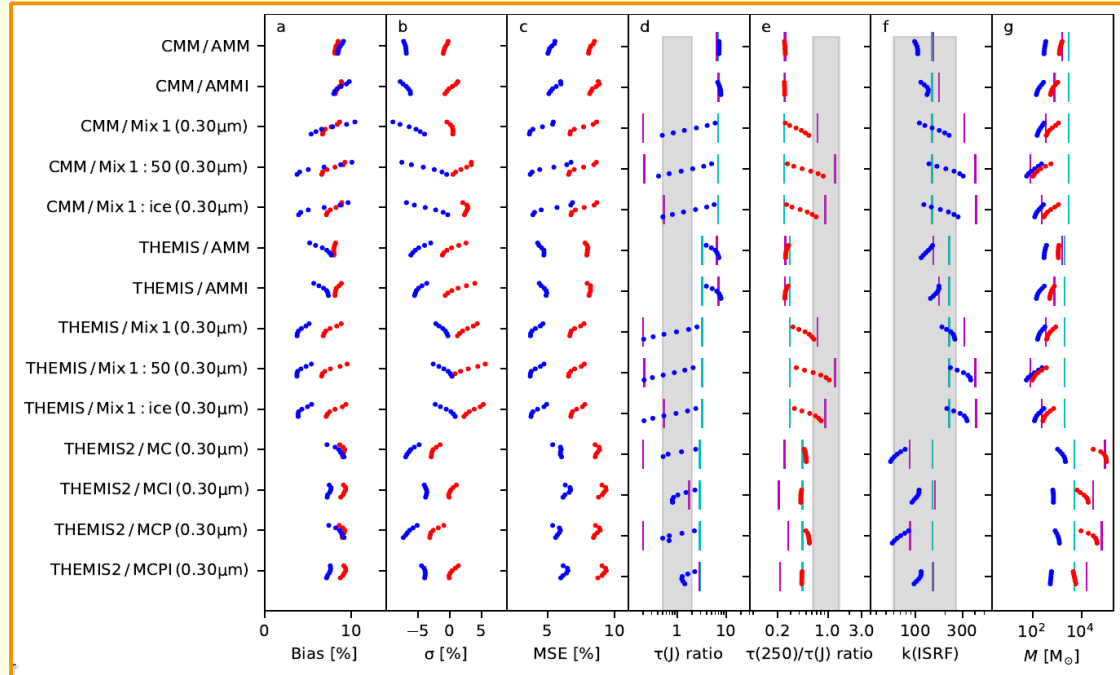 a b c d e f g
CMM / AMM
CMM / AMMI
CMM / Mix 1 (0.30μm)
CMM / Mix 1 : 50 (0.30μm)
CMM / Mix 1 : ice (0.30μm)
THEMIS / AMM
THEMIS / AMMI
THEMIS / Mix 1 (0.30μm)
THEMIS / Mix 1 : 50 (0.30μm)
THEMIS / Mix 1 : ice (0.30μm)
THEMIS2 / MC (0.30μm)
THEMIS2 / MCI (0.30μm)
THEMIS2 / MCP (0.30μm)
THEMIS2 / MCPI (0.30μm)
0 10 −5 0 5 5 10 1 0.2 1.0 3.0 100 300 10² 10⁴
Bias [%] σ [%] MSE [%] τ(J) ratio τ(250)/τ(J) ratio k(ISRF) M [M⊙]